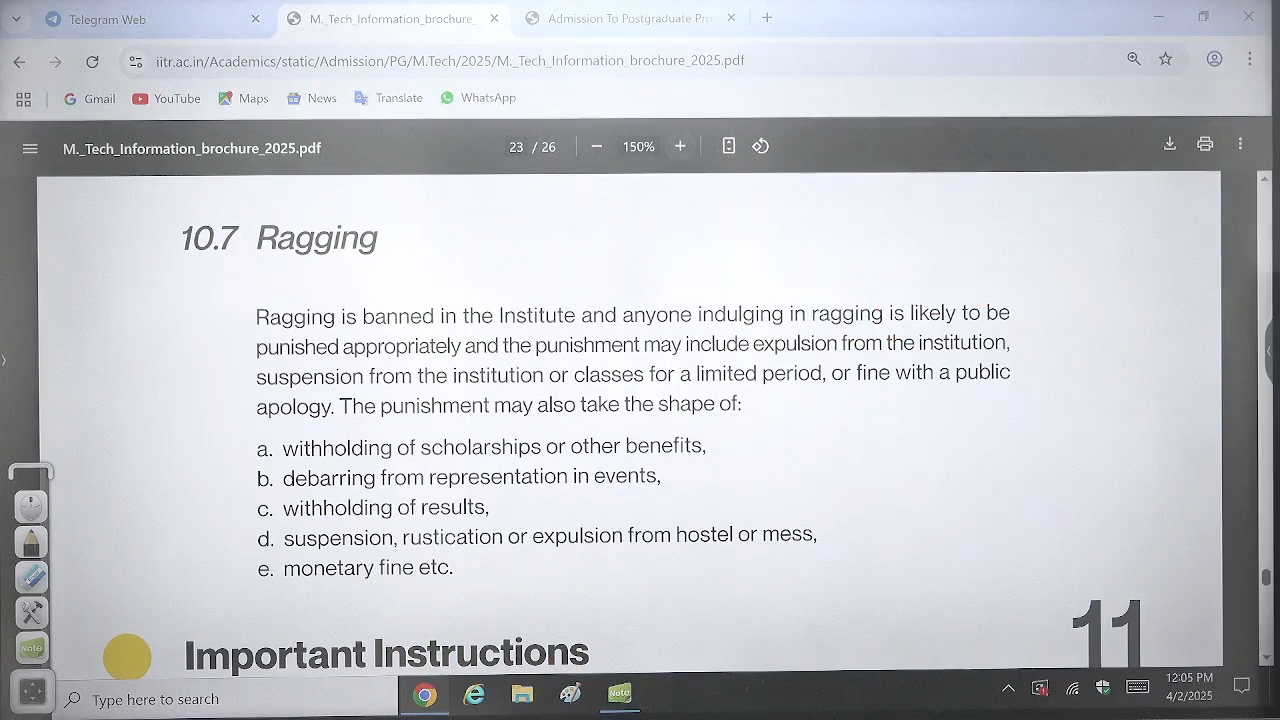 Telegram Web
M._Tech_Information_brochure_
Admission To Postgraduate Pro
iitr.ac.in/Academics/static/Admission/PG/M.Tech/2025/M._Tech_Information_brochure_2025.pdf
Gmail
YouTube
Maps
News
Translate
WhatsApp
M._Tech_Information_brochure_2025.pdf
23 / 26
150%
10.7 Ragging
Ragging is banned in the Institute and anyone indulging in ragging is likely to be
punished appropriately and the punishment may include expulsion from the institution,
suspension from the institution or classes for a limited period, or fine with a public
apology. The punishment may also take the shape of:
a. withholding of scholarships or other benefits,
b. debarring from representation in events,
c. withholding of results,
d. suspension, rustication or expulsion from hostel or mess,
e. monetary fine etc.
Note
11
Important Instructions
Type here to search
Note
12:05 PM
4/2/2025